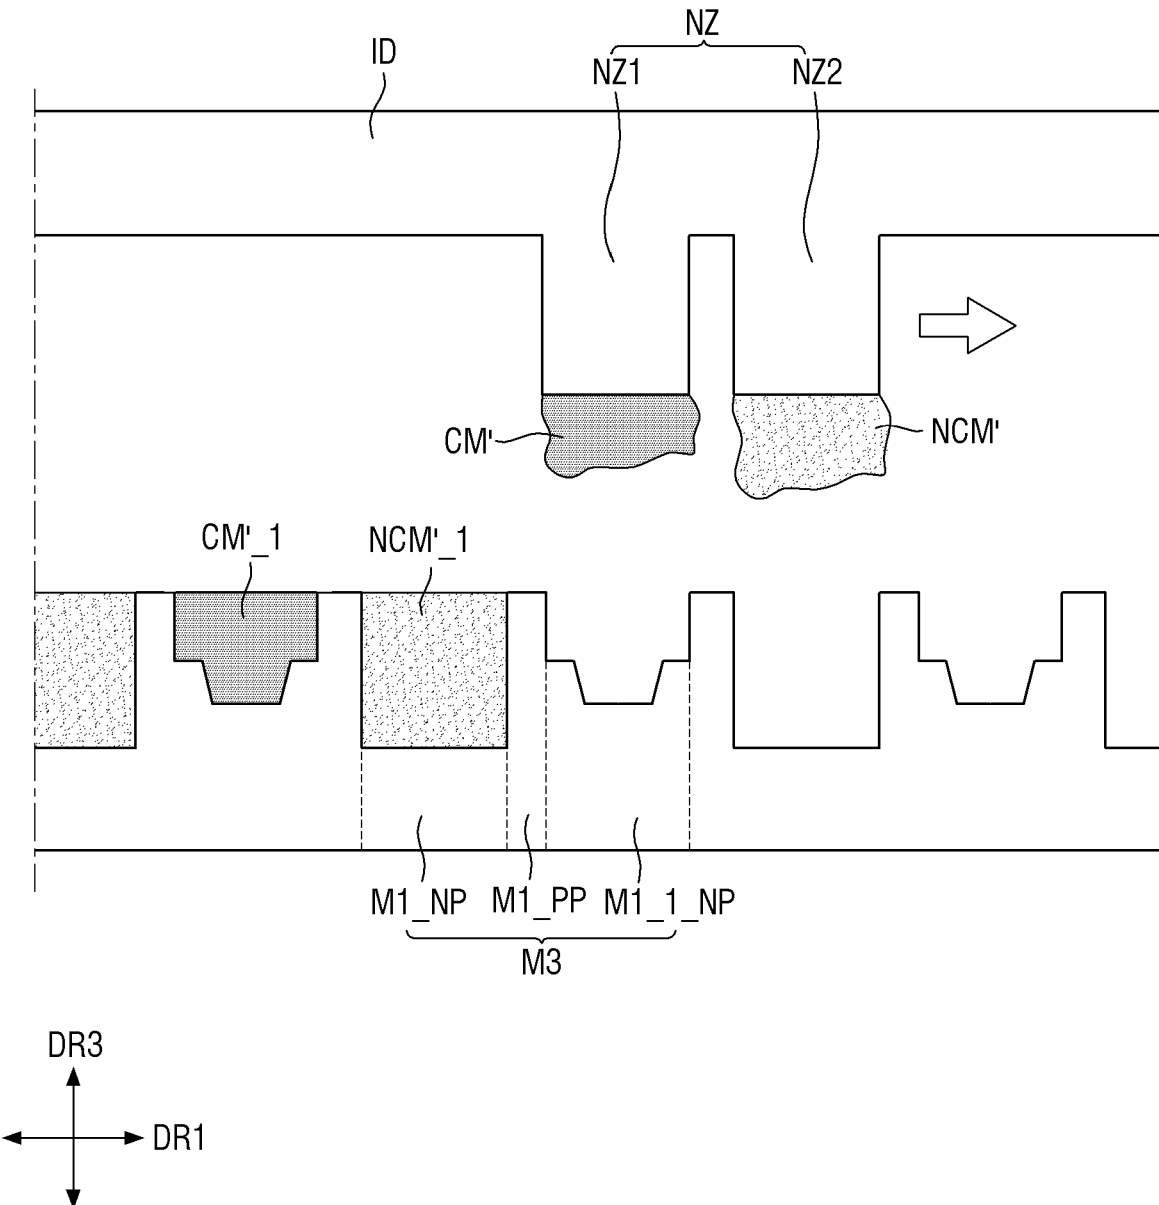 NZ
ID
NZ1
NZ2
CM'
NCM'
CM'_1
NCM'_1
M1_NP
M1_PP
M1_1_NP
M3
DR3
DR1